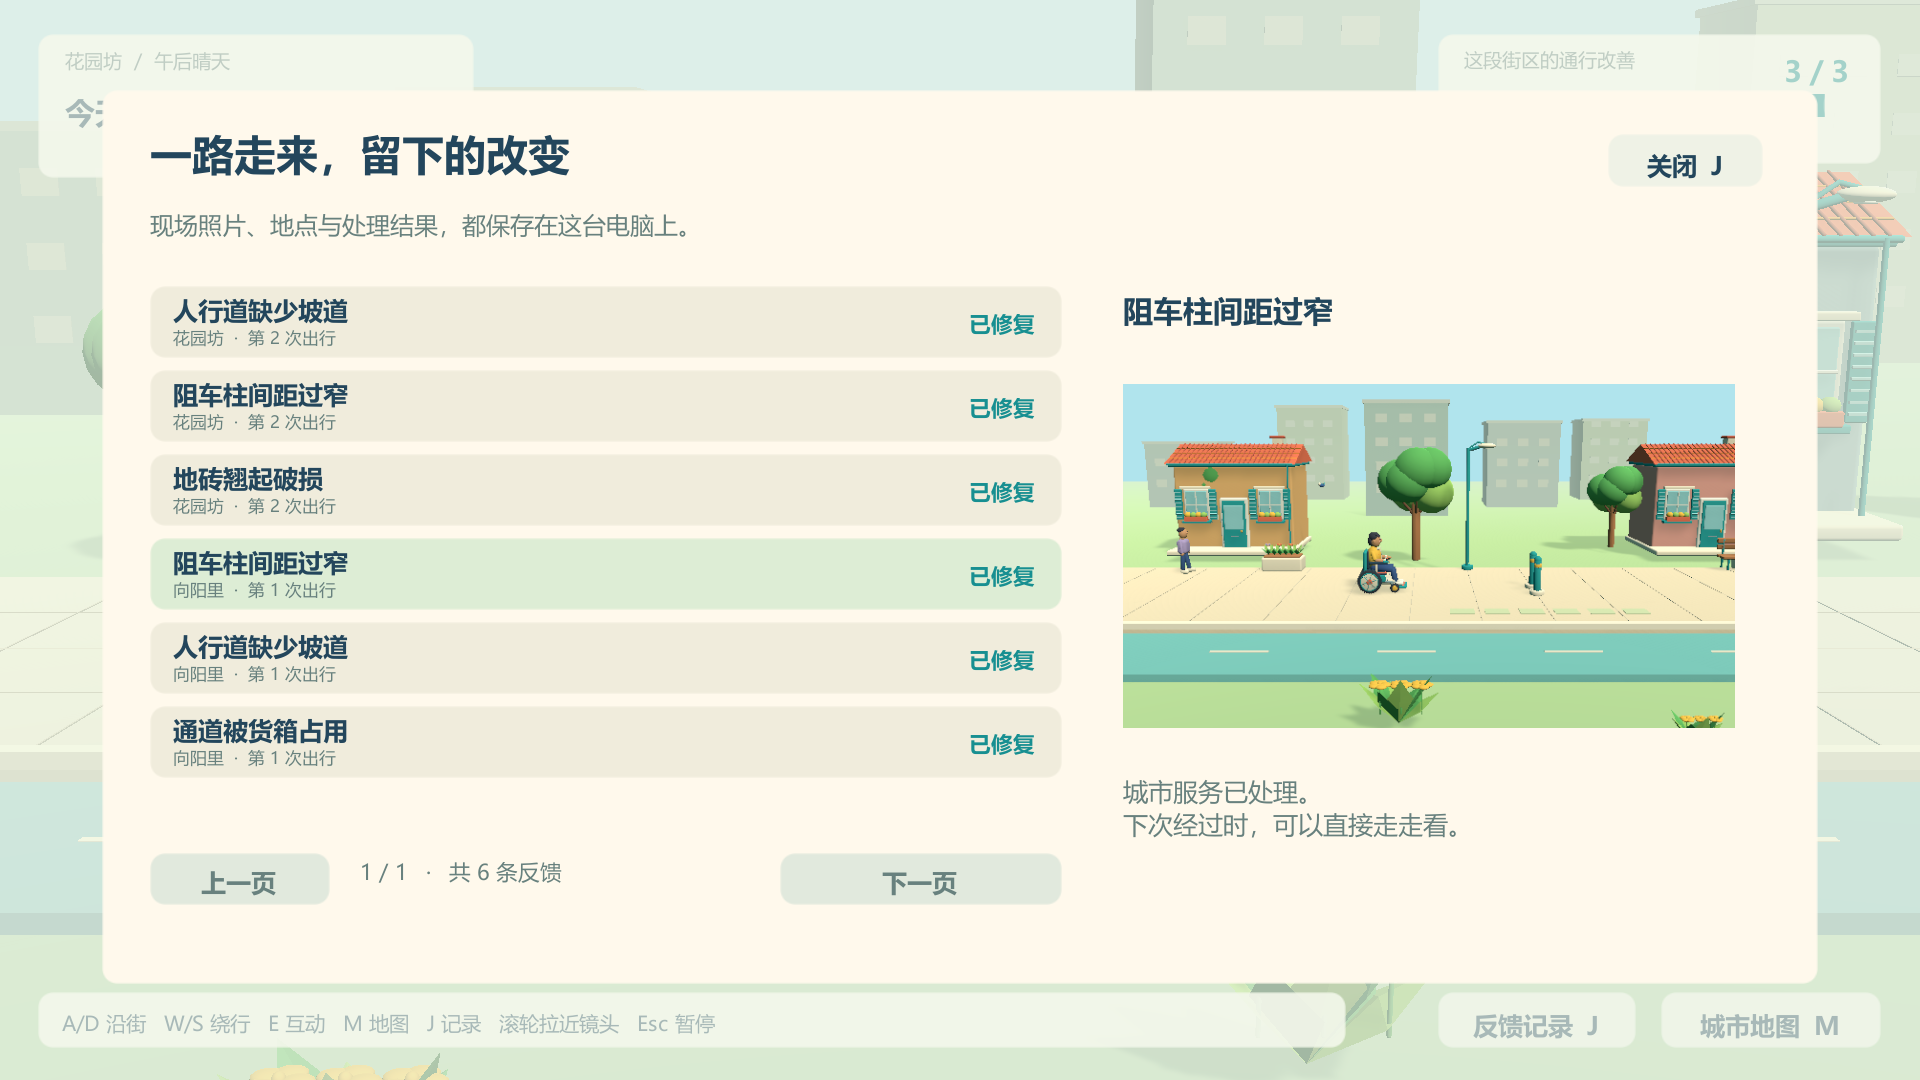 花园坊 / 午后晴天
这段街区的通行改善
3 / 3
一路走来，留下的改变
关闭 J
现场照片、地点与处理结果，都保存在这台电脑上。
人行道缺少坡道
花园坊 · 第 2 次出行
已修复
阻车柱间距过窄
花园坊 · 第 2 次出行
已修复
地砖翘起破损
花园坊 · 第 2 次出行
已修复
阻车柱间距过窄
向阳里 · 第 1 次出行
已修复
人行道缺少坡道
向阳里 · 第 1 次出行
已修复
通道被货箱占用
向阳里 · 第 1 次出行
已修复
阻车柱间距过窄
城市服务已处理。
下次经过时，可以直接走走看。
上一页
1 / 1 · 共 6 条反馈
下一页
A/D 沿街 W/S 绕行 E 互动 M 地图 J 记录 滚轮拉近镜头 Esc 暂停
反馈记录 J
城市地图 M